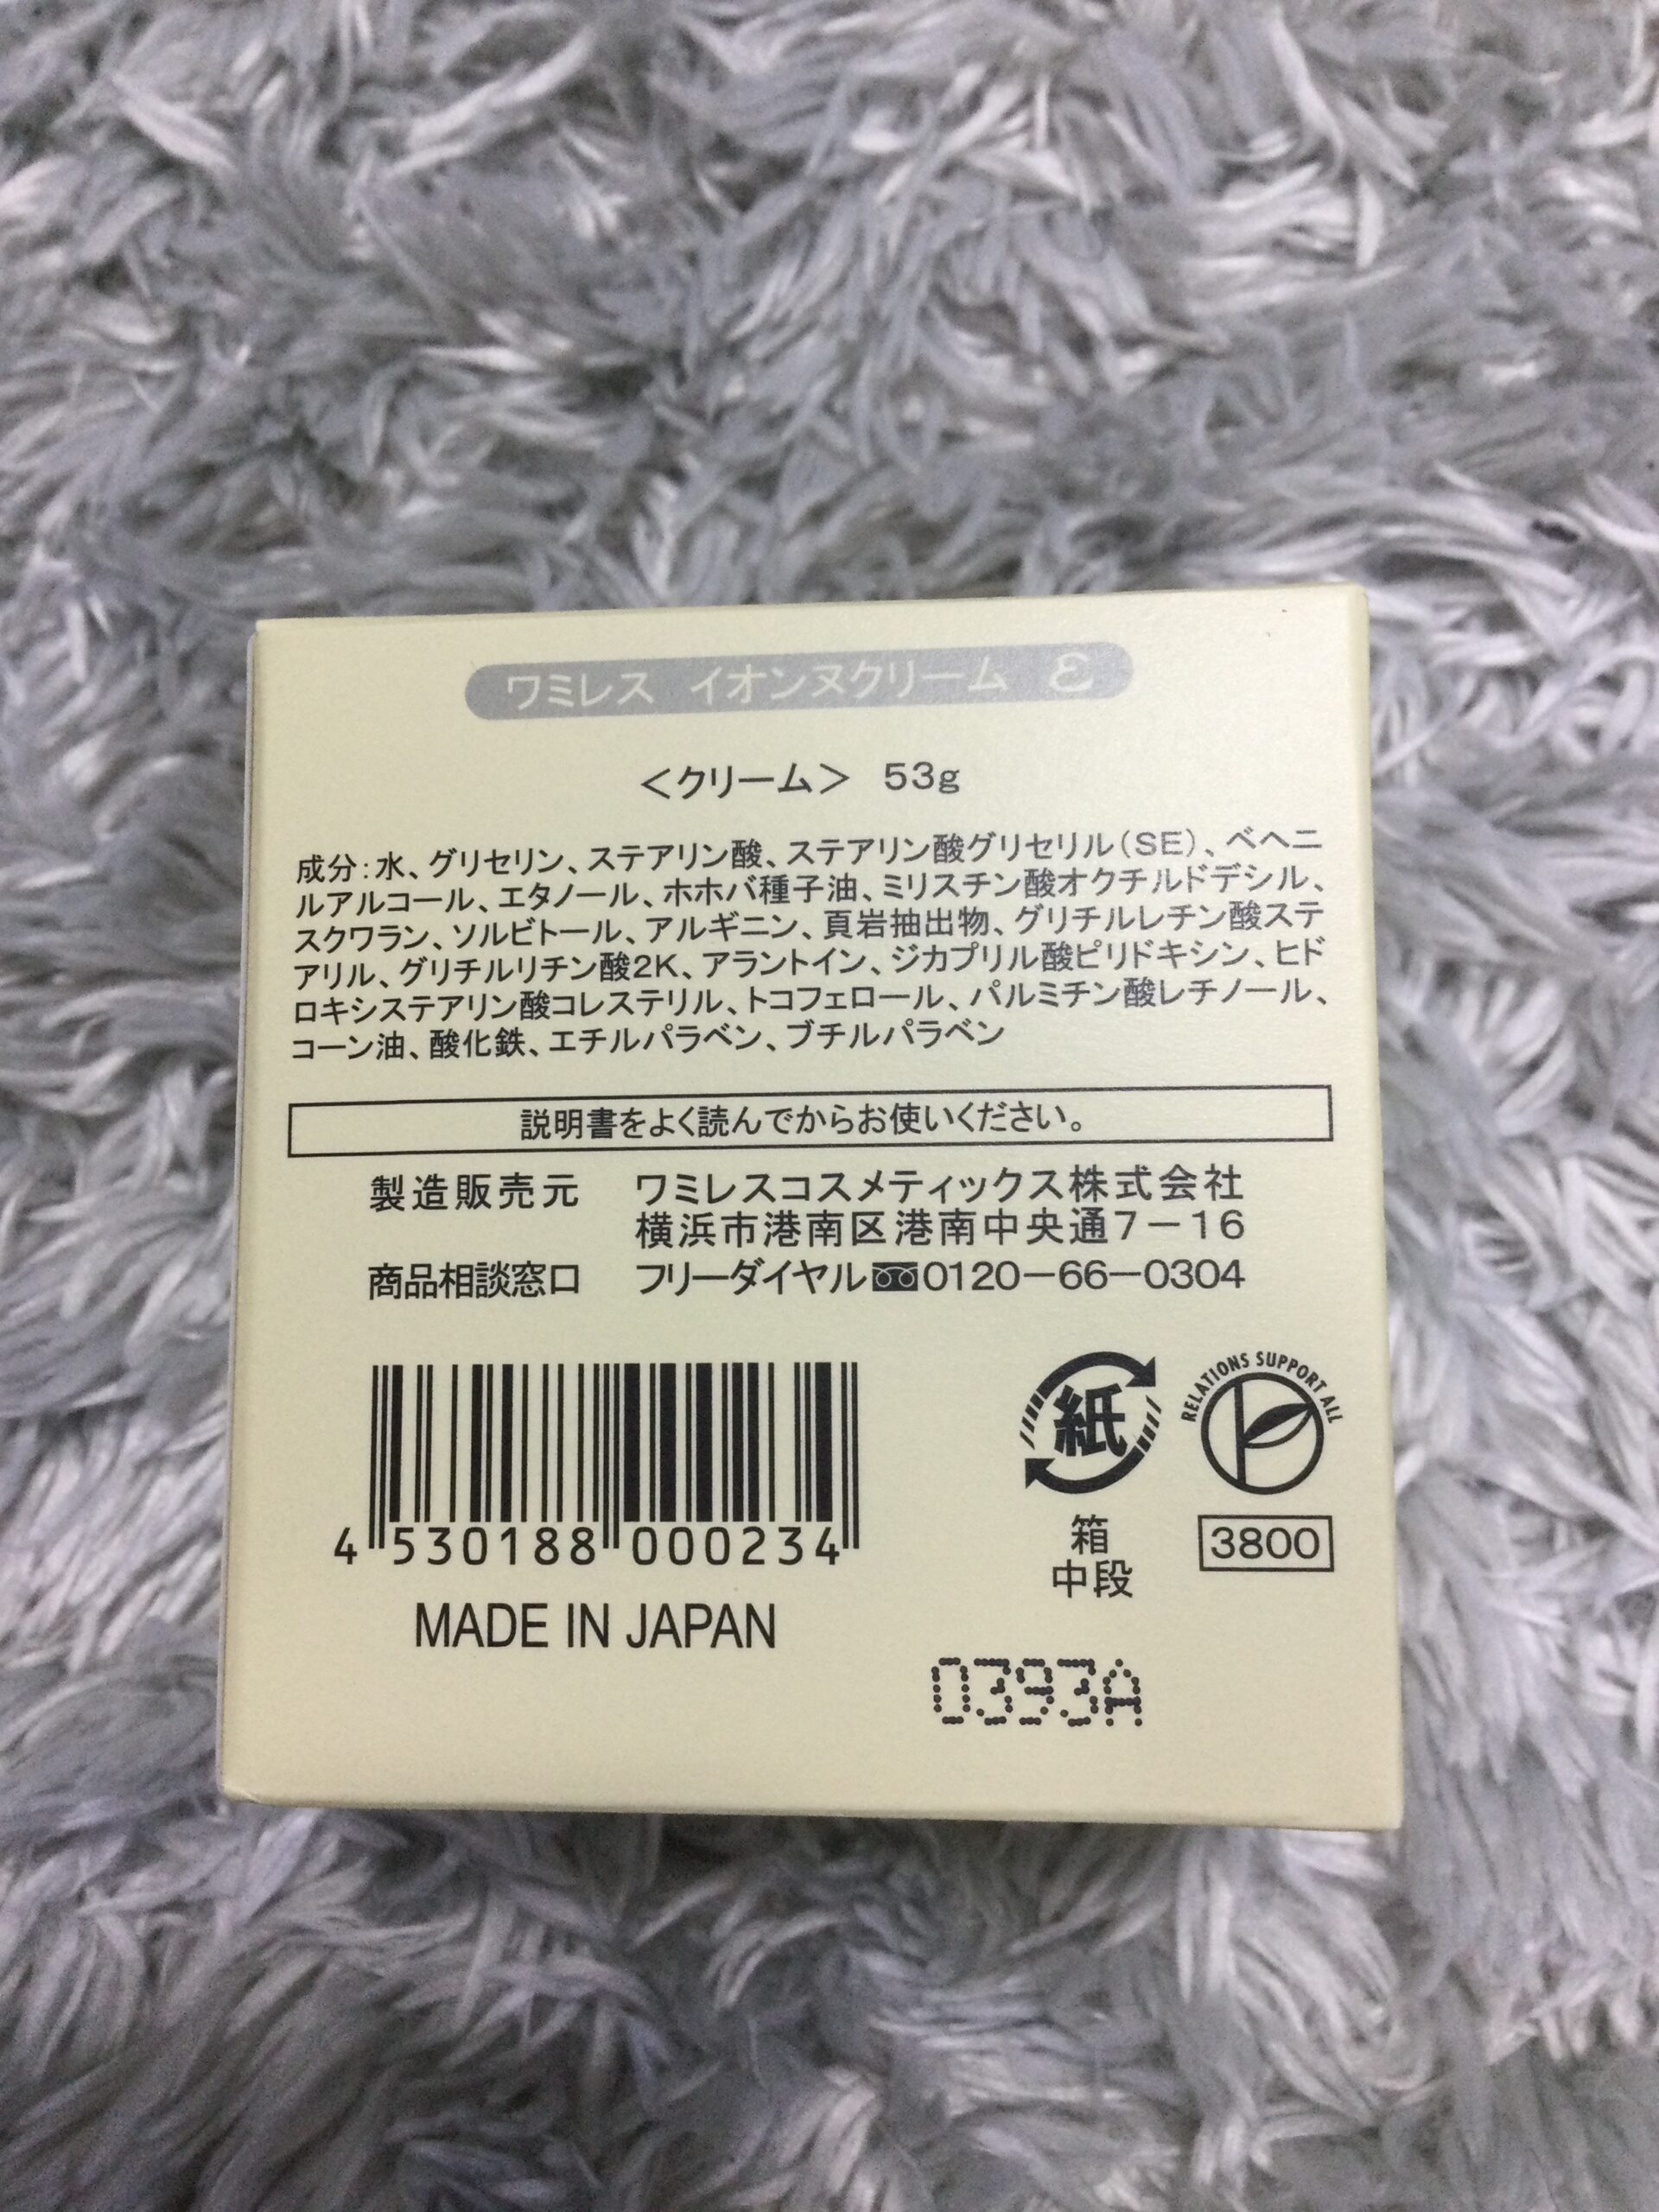 ワミレス イオンヌクリーム ε
＜クリーム＞ 53g
成分：水、グリセリン、ステアリン酸、ステアリン酸グリセリル（SE）、ベヘニ
ルアルコール、エタノール、ホホバ種子油、ミリスチン酸オクチルドデシル、
スクワラン、ソルビトール、アルギニン、頁岩抽出物、グリチルレチン酸ステ
アリル、グリチルリチン酸2K、アラントイン、ジカプリル酸ピリドキシン、ヒド
ロキシステアリン酸コレステリル、トコフェロール、パルミチン酸レチノール、
コーン油、酸化鉄、エチルパラベン、ブチルパラベン
説明書をよく読んでからお使いください。
製造販売元 ワミレスコスメティックス株式会社
横浜市港南区港南中央通7－16
商品相談窓口 フリーダイヤル0120－66－0304
RELATIONS SUPPORT ALL
紙
箱
中段
3800
4 530188 000234
MADE IN JAPAN
0393A